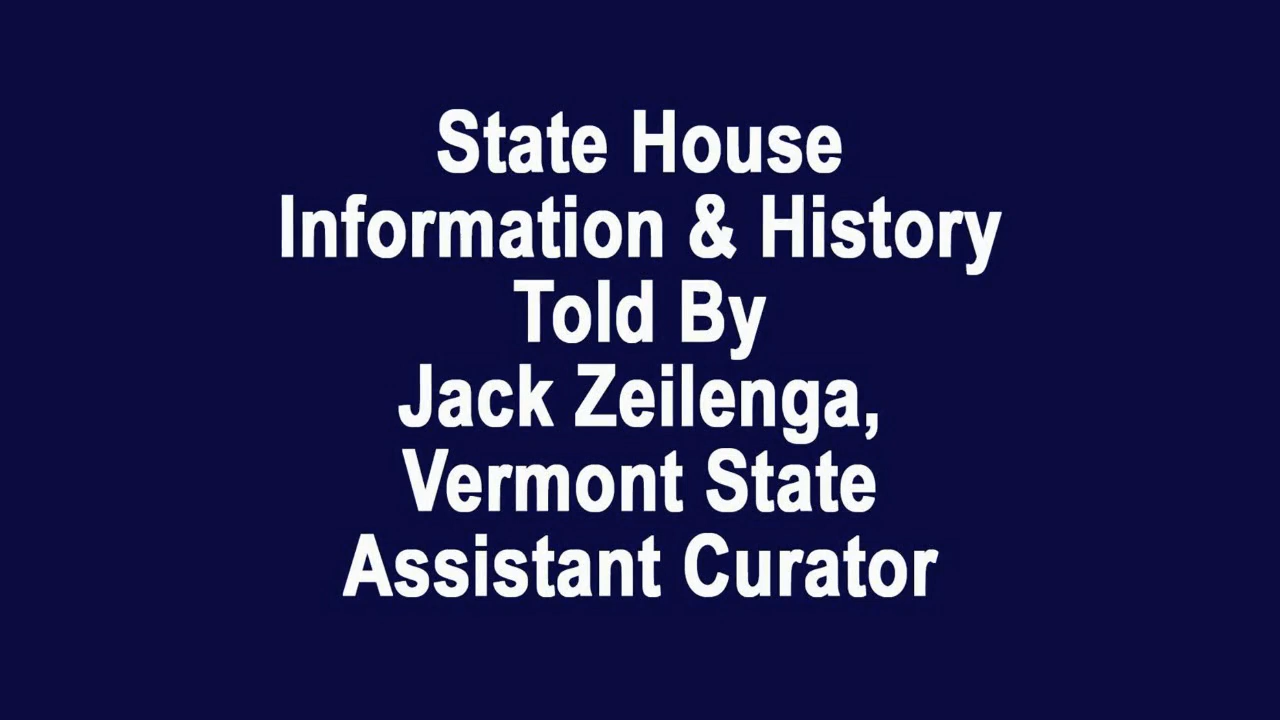 State House
Information & History
Told By
Jack Zeilenga,
Vermont State
Assistant Curator